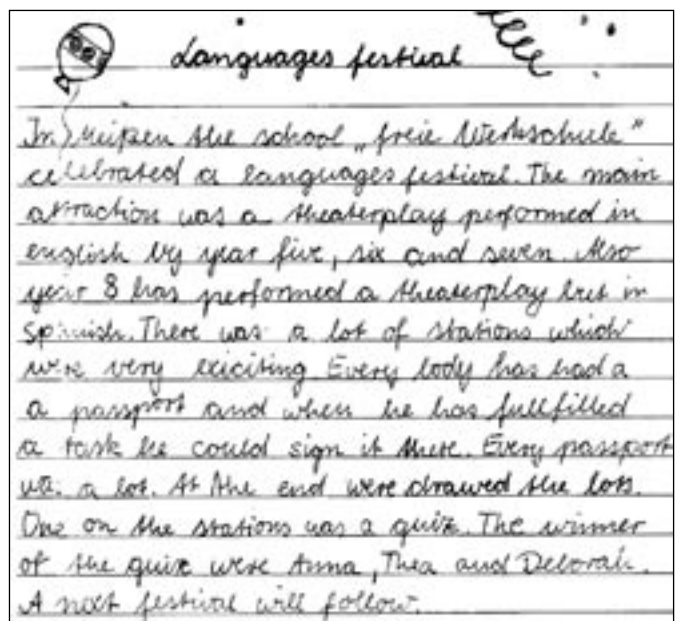 Languages festival
In Meißen the school „freie Werkschule"
celebrated a languages festival. The main
attraction was a theaterplay performed in
english by year five, six and seven. Also
year 8 has performed a theaterplay but in
Spanish. There was a lot of stations which
were very exiciting. Every body has had a
a passport and when he has fullfilled
a task he could sign it there. Every passport
was a lot. At the end were drawed the lots.
One on the stations was a quiz. The winner
of the quiz were Anna, Thea and Deborah.
A next festival will follow.